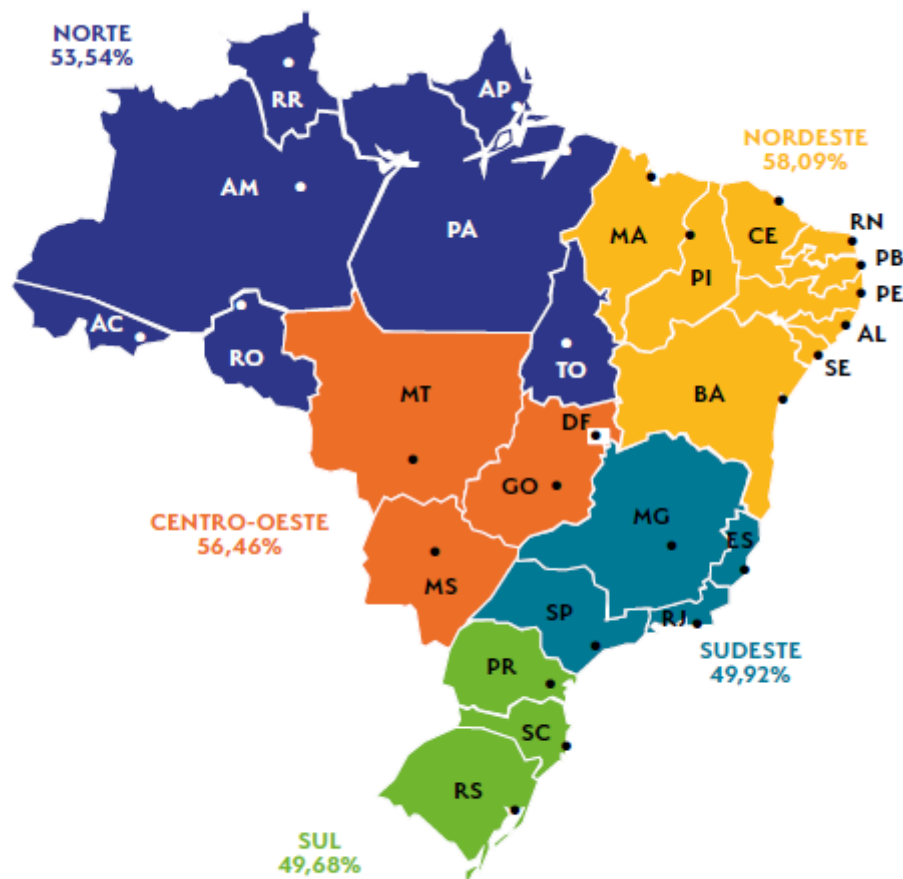 NORTE
53,54%
RR
AP
NORDESTE
58,09%
AM
PA
MA
CE
RN
PB
PI
PE
AC
AL
RO
TO
SE
MT
BA
DF
GO
CENTRO-OESTE
56,46%
MG
ES
MS
SP
RJ
SUDESTE
49,92%
PR
SC
RS
SUL
49,68%